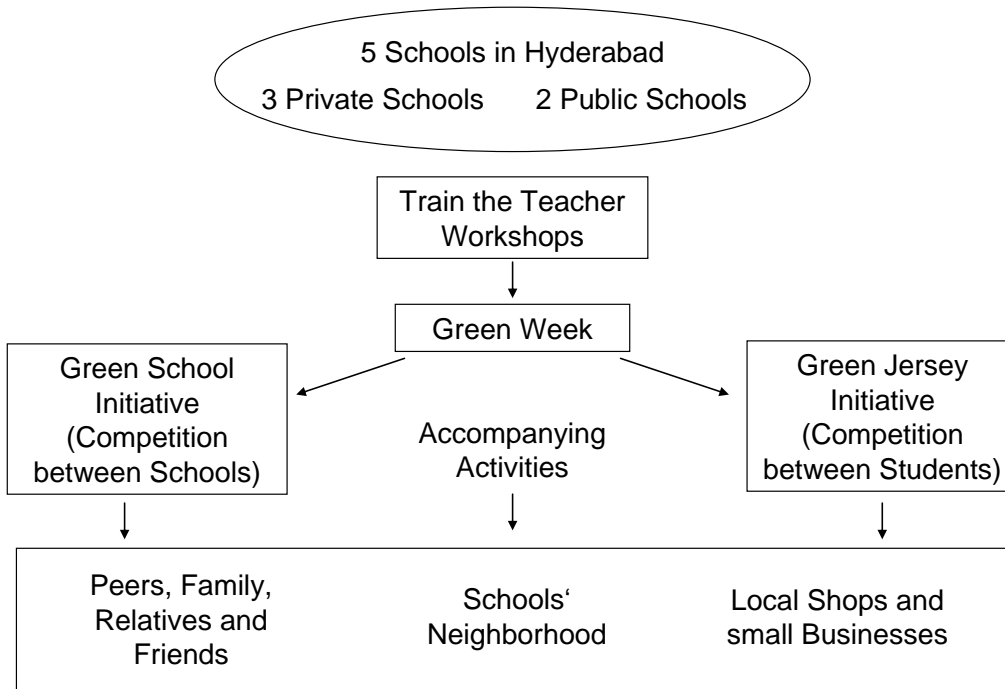 5 Schools in Hyderabad
3 Private Schools 2 Public Schools
Train the Teacher
Workshops
Green Week
Green School
Initiative
(Competition
between Schools)
Accompanying
Activities
Green Jersey
Initiative
(Competition
between Students)
Peers, Family,
Relatives and
Friends
Schools‘
Neighborhood
Local Shops and
small Businesses